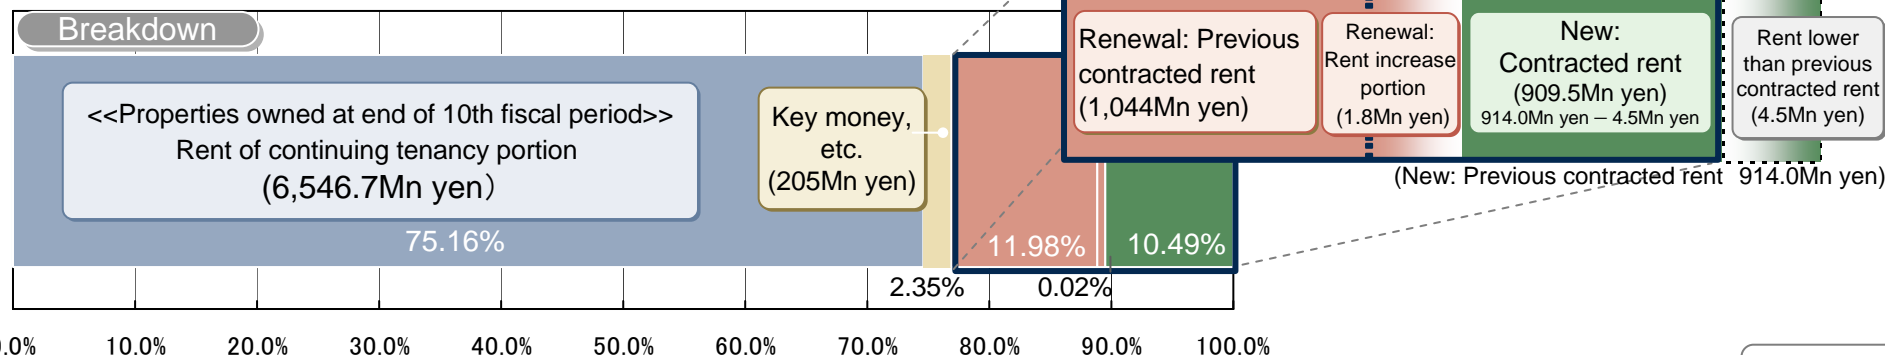 Breakdown
<<Properties owned at end of 10th fiscal period>>
Rent of continuing tenancy portion
(6,546.7Mn yen）
75.16%
Key money,
etc.
(205Mn yen)
2.35%
Renewal: Previous
contracted rent
(1,044Mn yen)
Renewal:
Rent increase
portion
(1.8Mn yen)
New:
Contracted rent
(909.5Mn yen)
914.0Mn yen － 4.5Mn yen
Rent lower
than previous
contracted rent
(4.5Mn yen)
(New: Previous contracted rent 914.0Mn yen)
11.98%
0.02%
10.49%
.0% 10.0% 20.0% 30.0% 40.0% 50.0% 60.0% 70.0% 80.0% 90.0% 100.0%